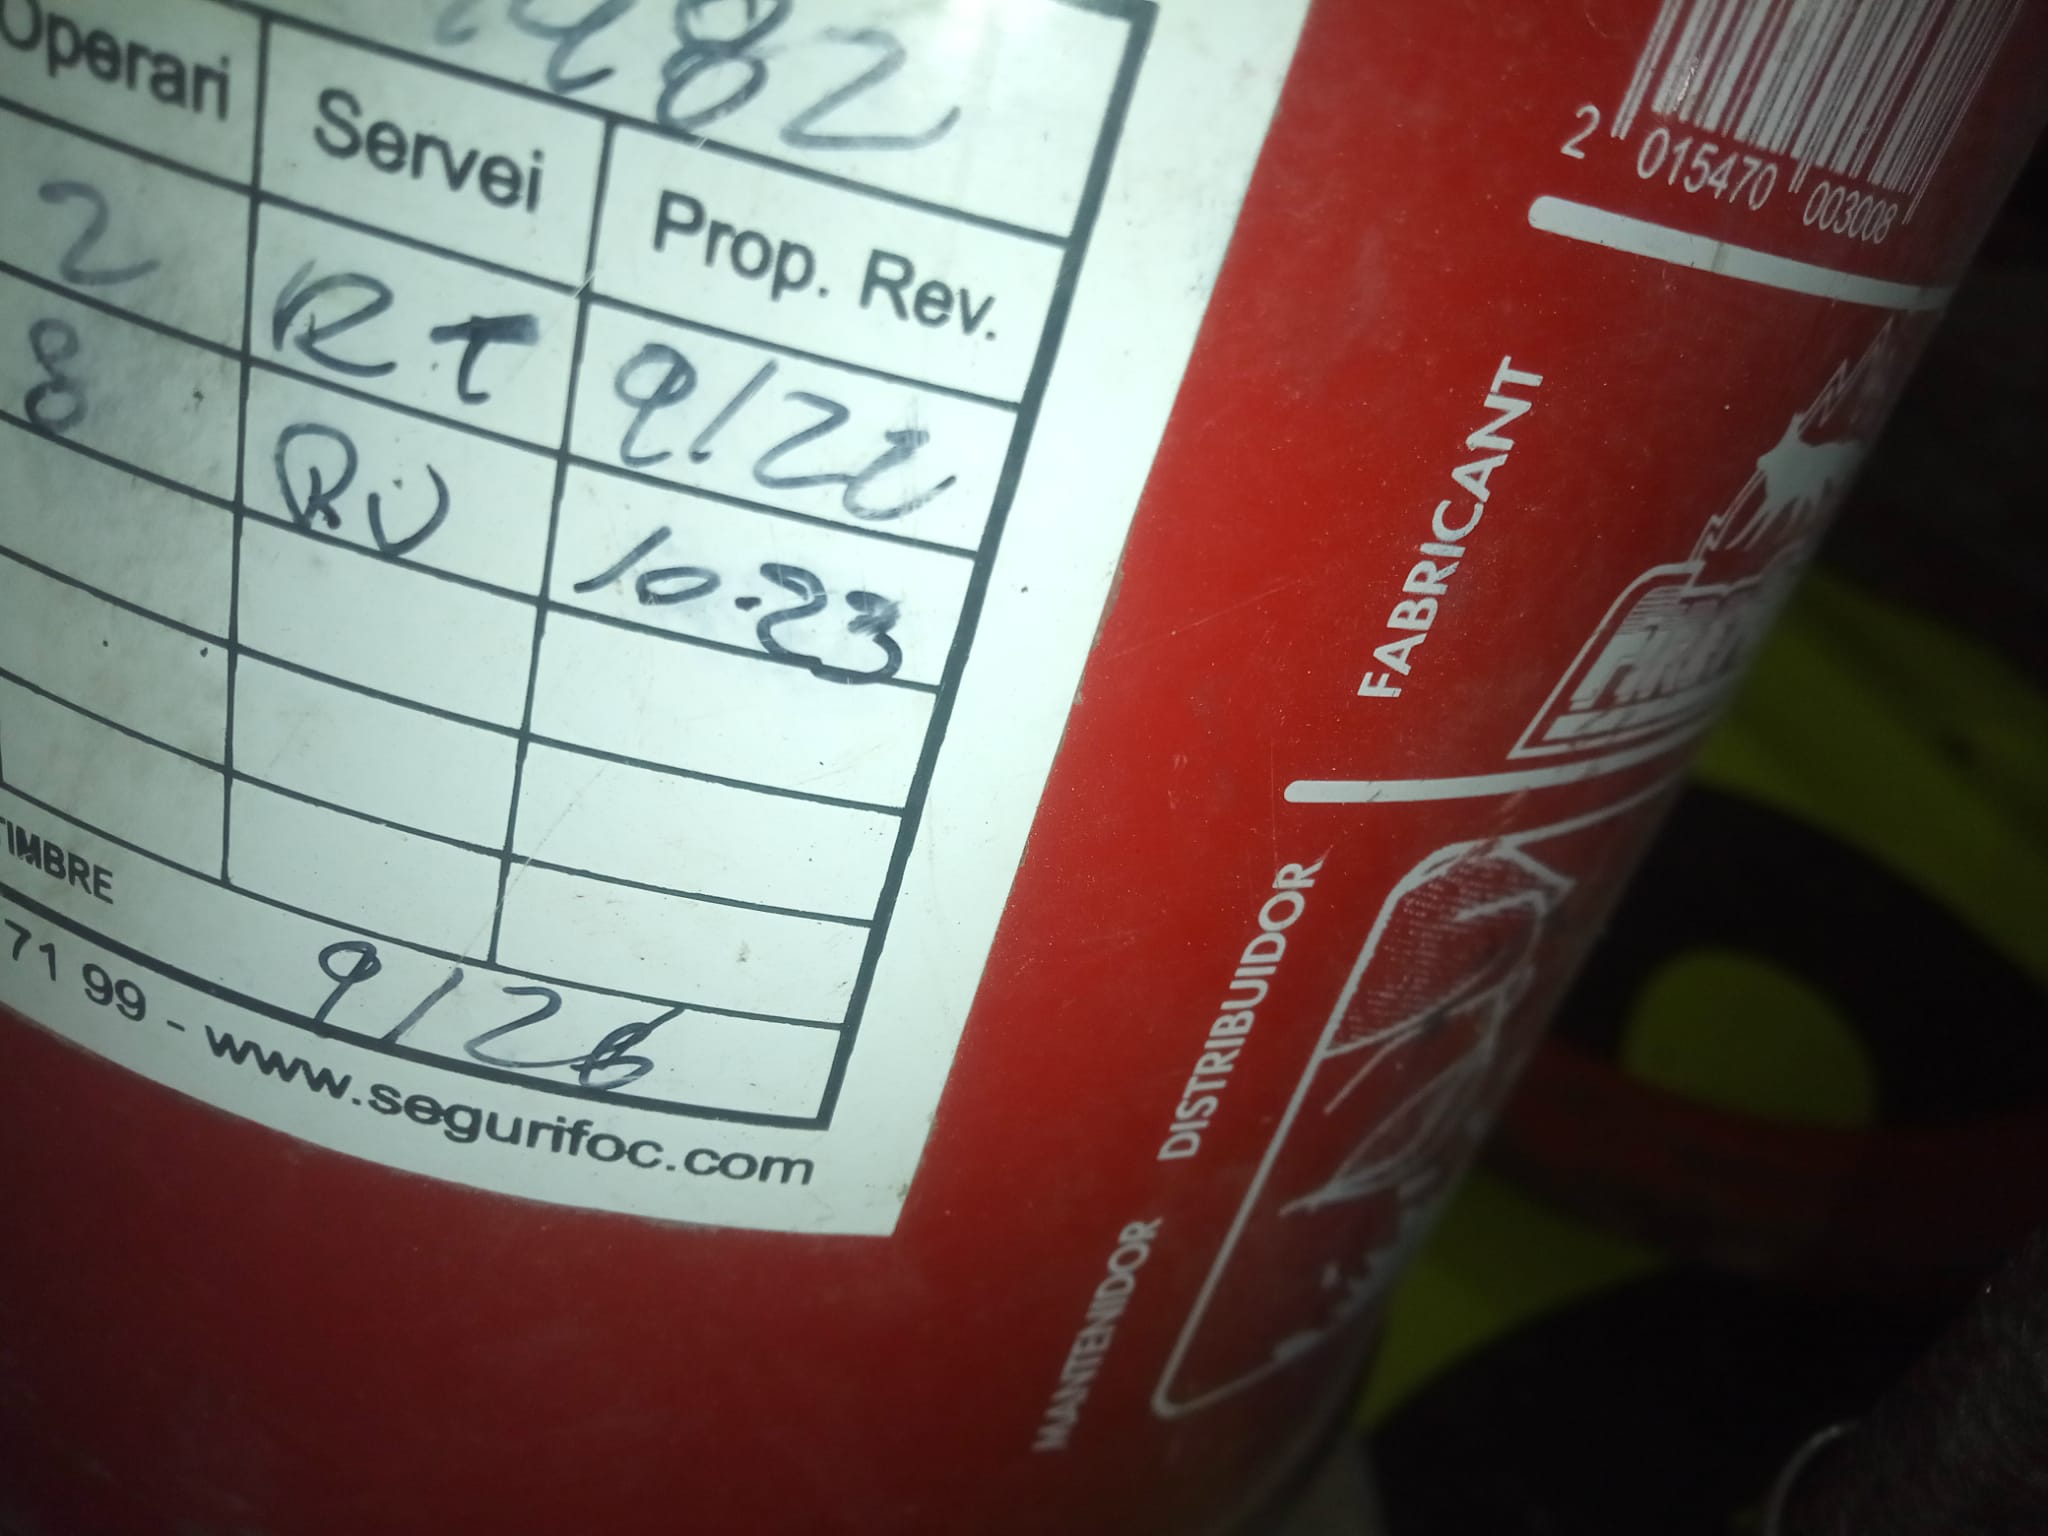 482
Operari Servei Prop. Rev.
2 RT 9/22
8 RV 10.23
TIMBRE 9/26
71 99 - www.segurifoc.com
2 015470 003008
FABRICANT
DISTRIBUIDOR
MANTENIDOR